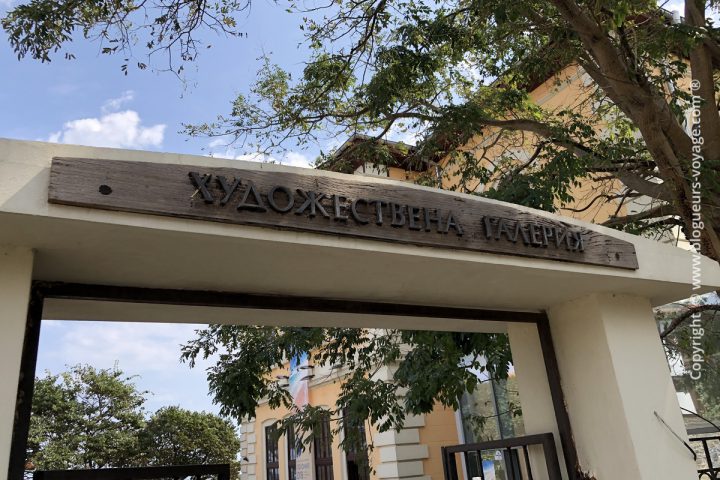 ХУДОЖЕСТВЕНА ГАЛЕРИЯ
Copyright - www.blogueurs-voyage.com ®